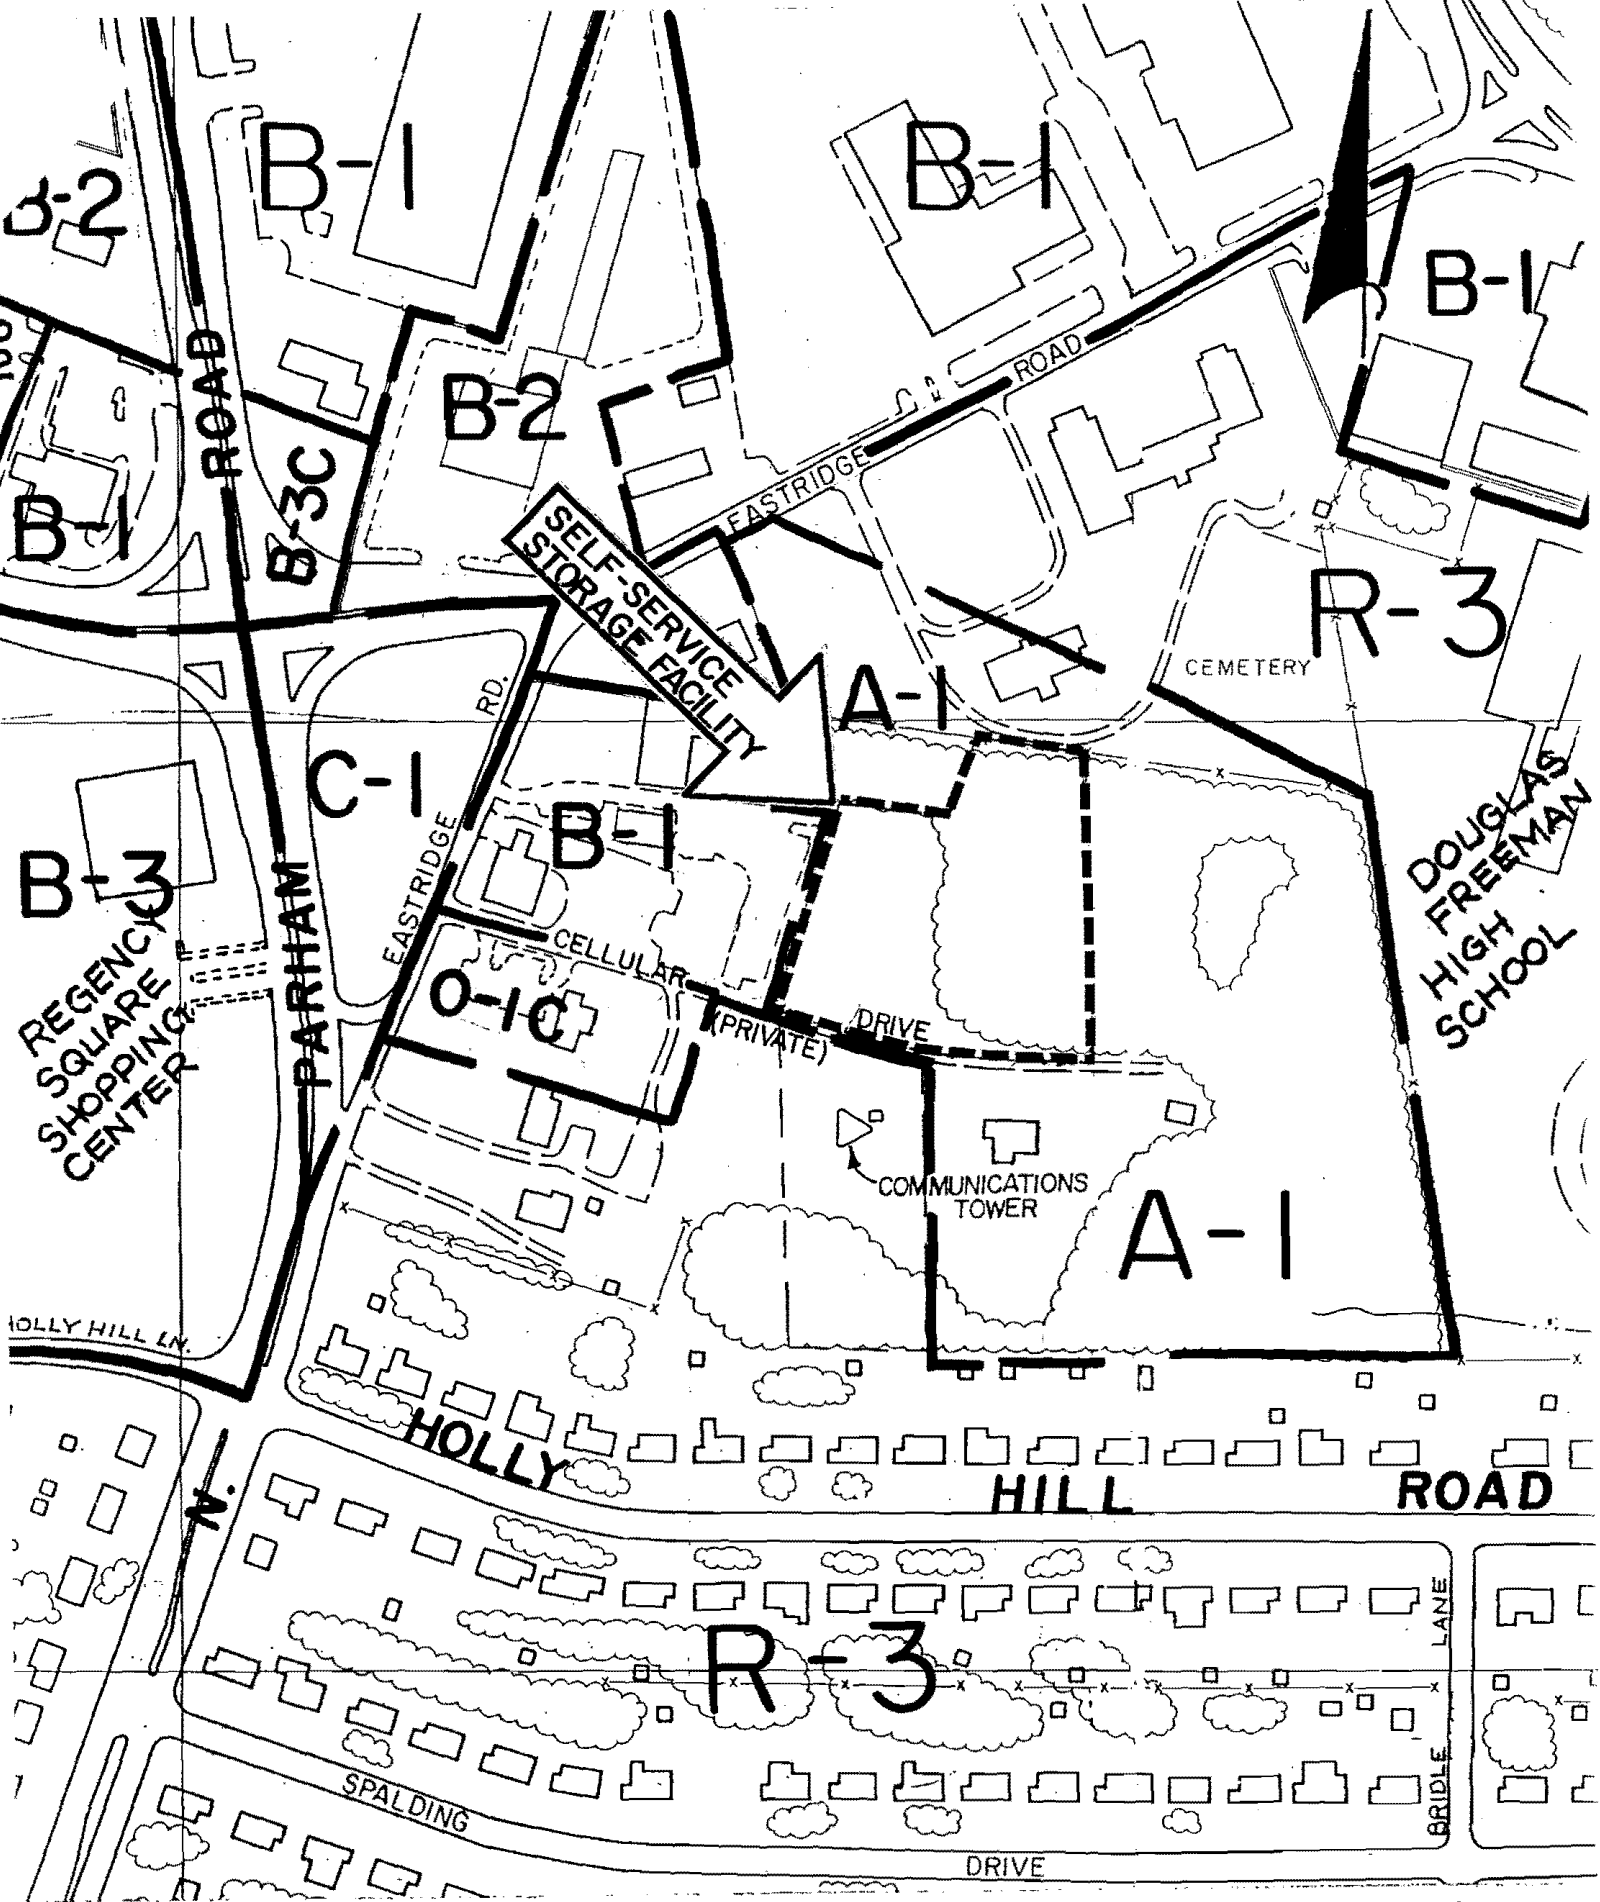 B-1
B-1
B-2
B-1
ROAD
ROAD
B-2
B-3C
EASTRIDGE
B-1
SELF-SERVICE
STORAGE FACILITY
R-3
CEMETERY
A-1
RD.
C-1
B-1
DOUGLAS
FREEMAN
HIGH
SCHOOL
B-3
EASTRIDGE
PARHAM
REGENCY
SQUARE
SHOPPING
CENTER
CELLULAR
O-1C
(PRIVATE)
DRIVE
COMMUNICATIONS
TOWER
A-1
HOLLY HILL LN.
HOLLY
HILL
ROAD
N.
LANE
R-3
BRIDLE
SPALDING
DRIVE